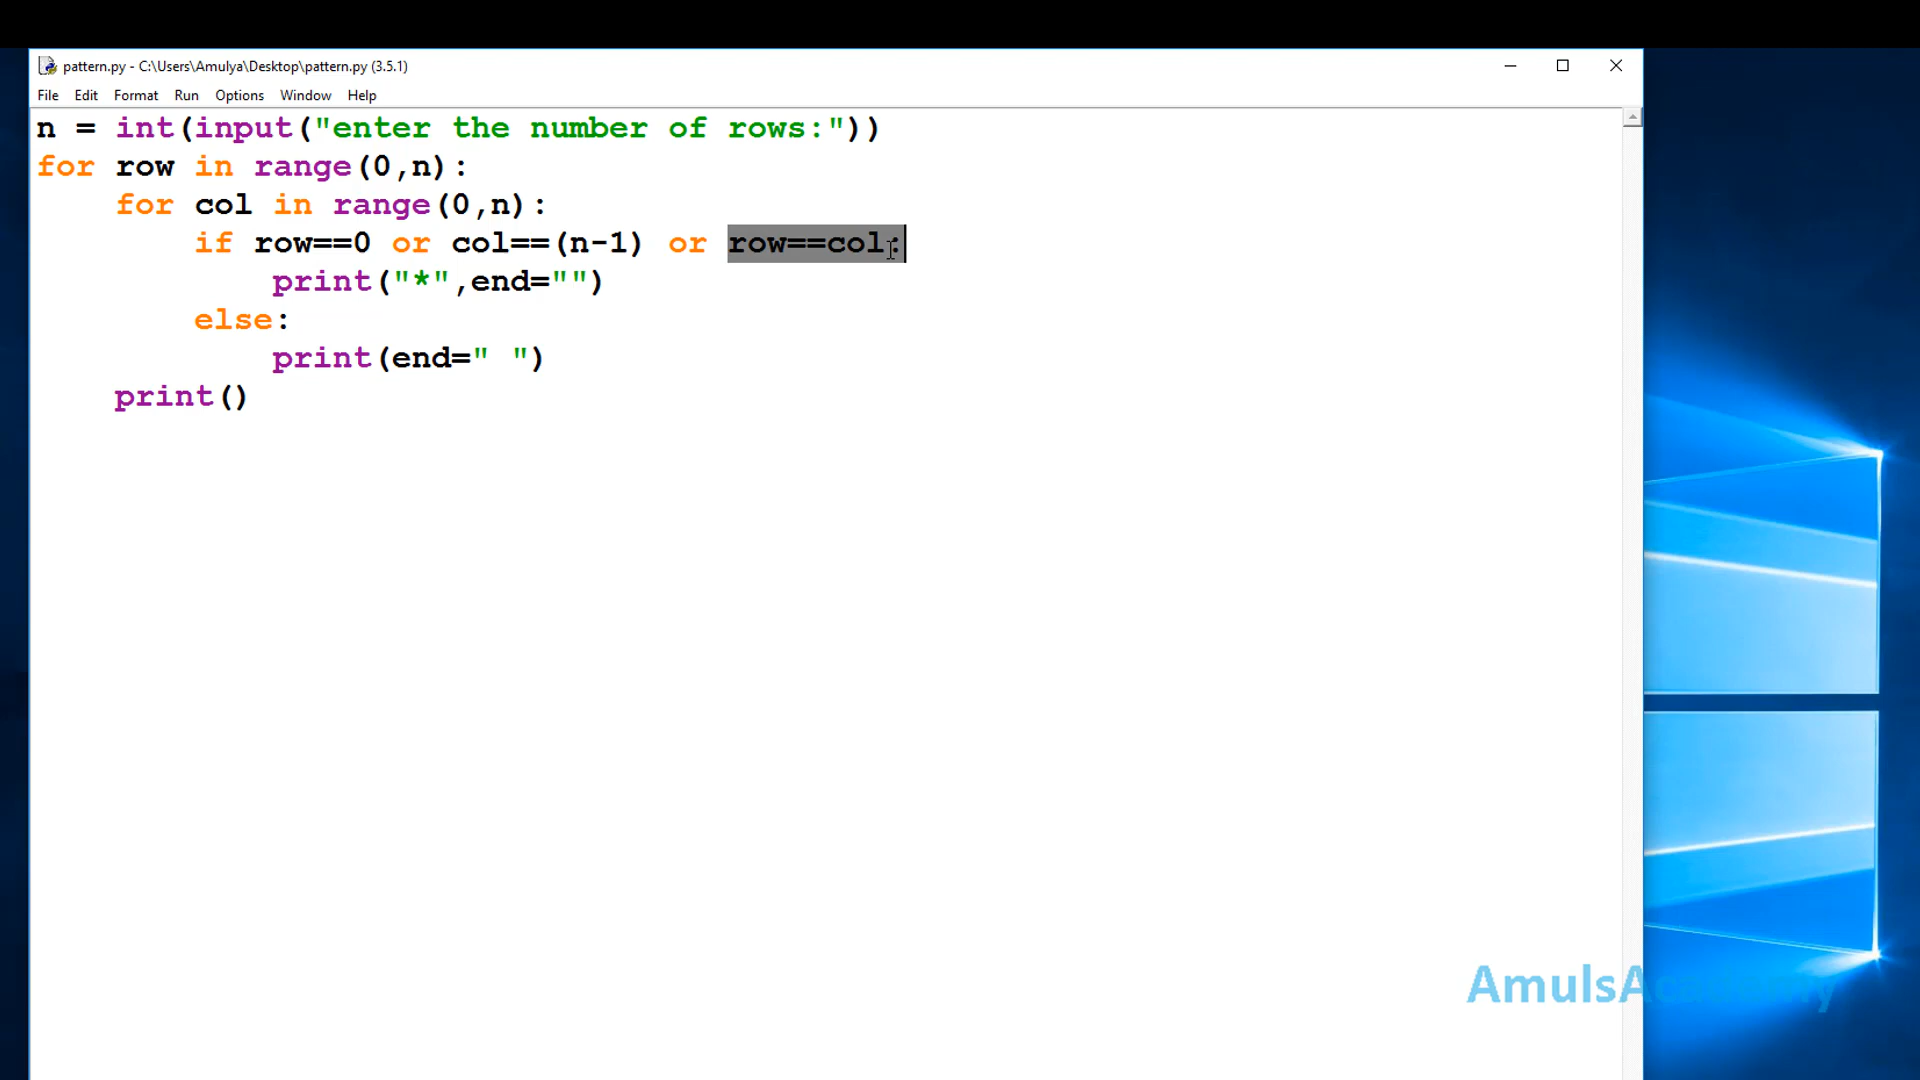 pattern.py - C:\Users\Amulya\Desktop\pattern.py (3.5.1)
File Edit Format Run Options Window Help
n = int(input("enter the number of rows:"))
for row in range(0,n):
    for col in range(0,n):
        if row==0 or col==(n-1) or row==col:
            print("*",end="")
        else:
            print(end=" ")
    print()
AmulsAcademy